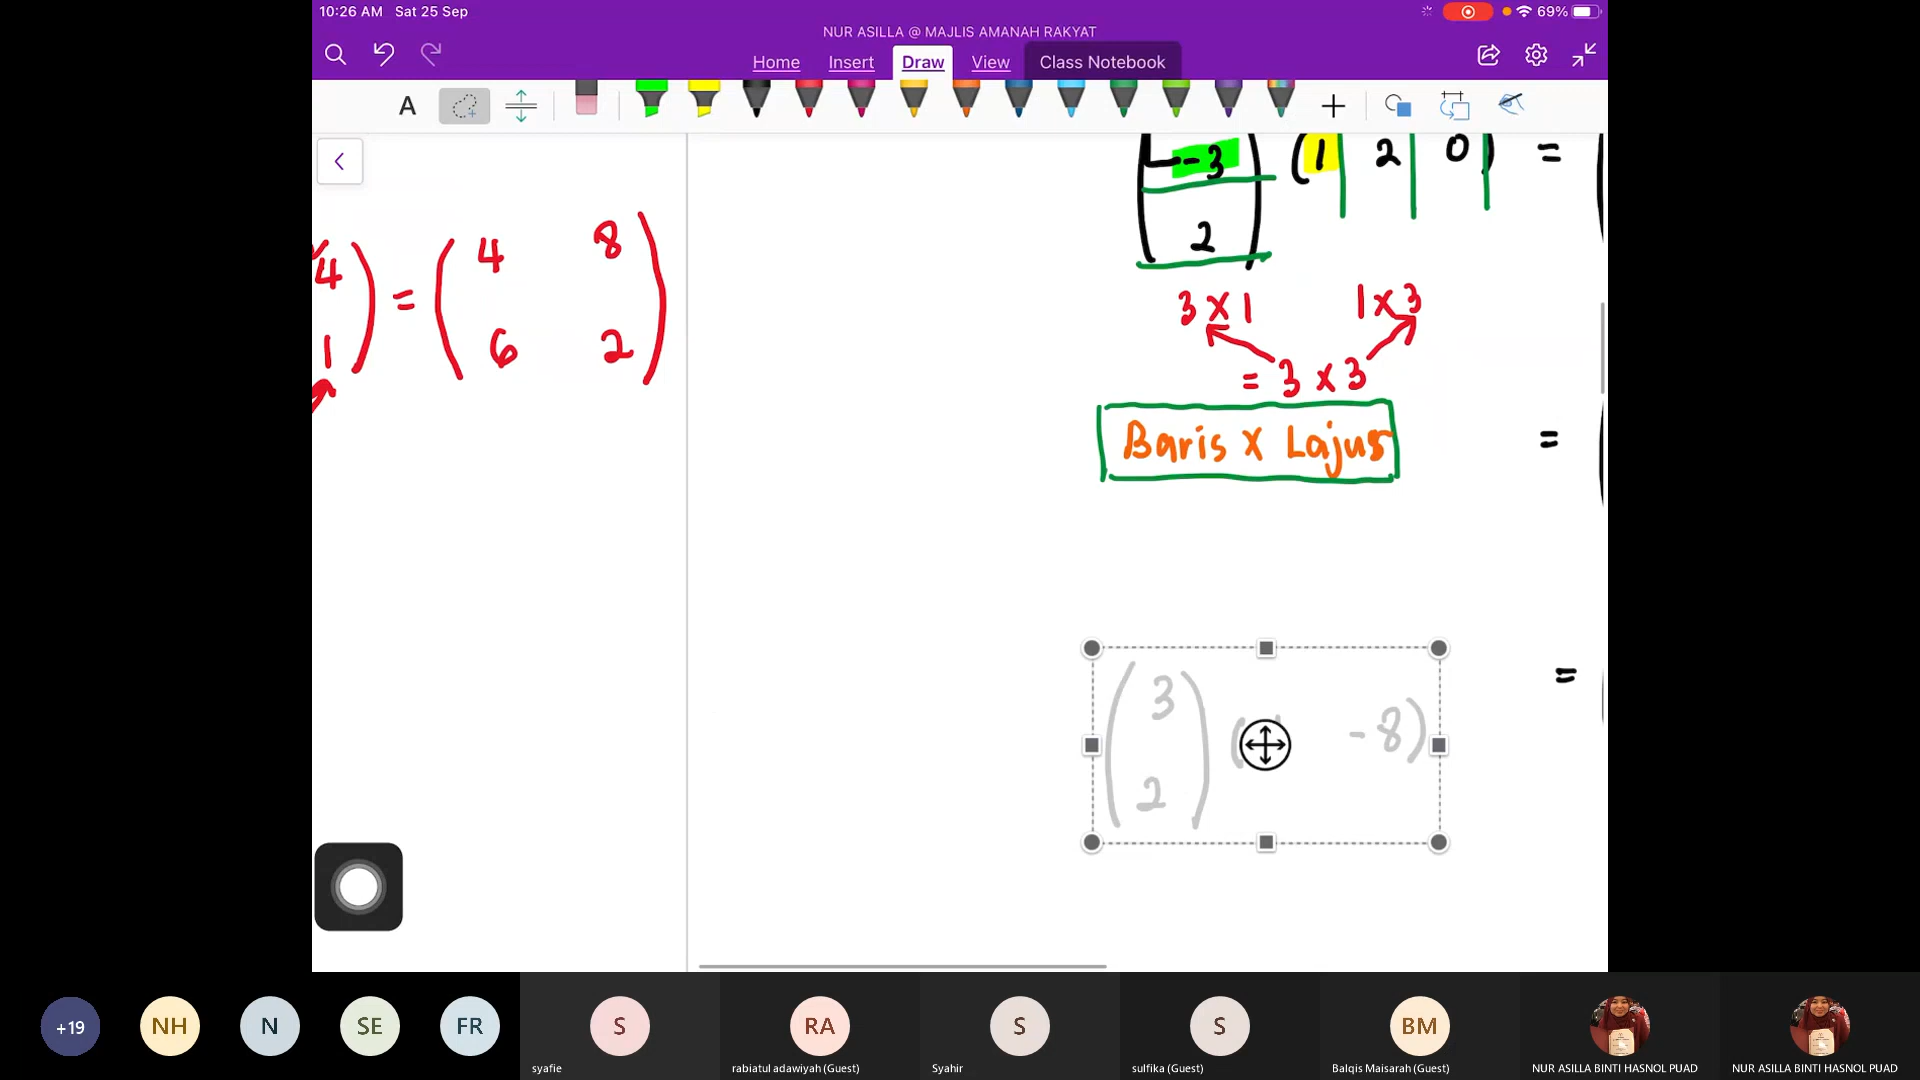 10:26 AM Sat 25 Sep
69%
NUR ASILLA @ MAJLIS AMANAH RAKYAT
Home Insert Draw View Class Notebook
A
-3 (1 2 0) =
2
4 ) = ( 4 8 )
1 6 2
3 x 1 1 x 3
= 3 x 3
Baris x Lajur
=
=
3
( -8)
2
+19 NH N SE FR S RA S S BM
syafie rabiatul adawiyah (Guest) Syahir sulfika (Guest) Balqis Maisarah (Guest) NUR ASILLA BINTI HASNOL PUAD NUR ASILLA BINTI HASNOL PUAD